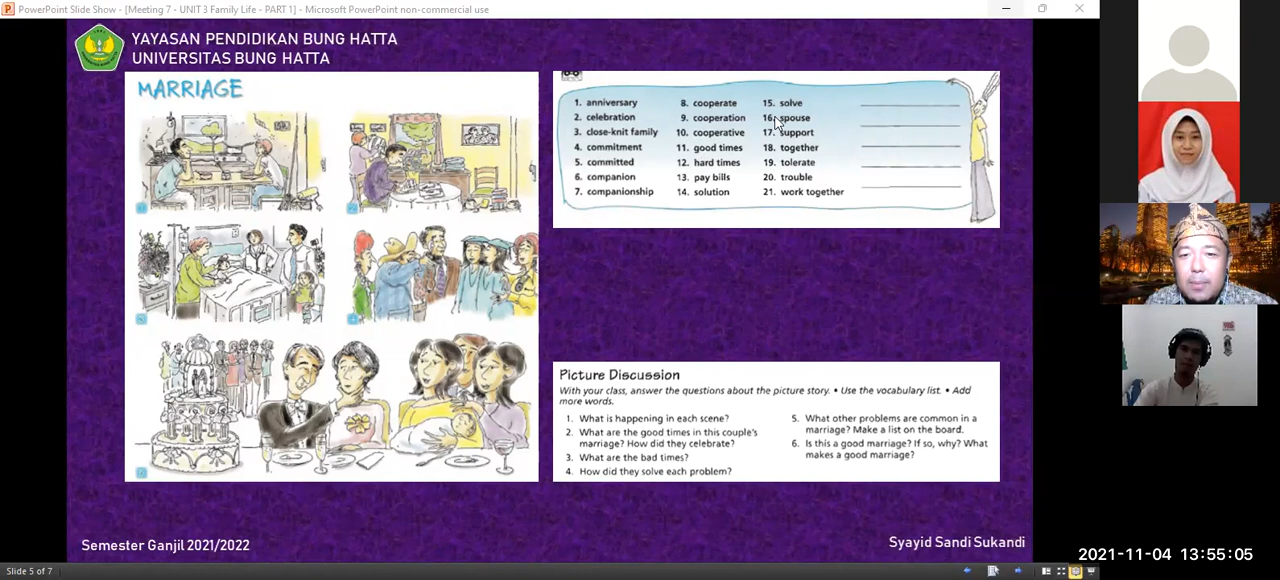 PowerPoint Slide Show - [Meeting 7 - UNIT 3 Family Life - PART 1] - Microsoft PowerPoint non-commercial use
YAYASAN PENDIDIKAN BUNG HATTA
UNIVERSITAS BUNG HATTA
MARRIAGE
1. anniversary
2. celebration
3. close-knit family
4. commitment
5. committed
6. companion
7. companionship
8. cooperate
9. cooperation
10. cooperative
11. good times
12. hard times
13. pay bills
14. solution
15. solve
16. spouse
17. support
18. together
19. tolerate
20. trouble
21. work together
Picture Discussion
With your class, answer the questions about the picture story. • Use the vocabulary list. • Add
more words.
1. What is happening in each scene?
2. What are the good times in this couple's
marriage? How did they celebrate?
3. What are the bad times?
4. How did they solve each problem?
5. What other problems are common in a
marriage? Make a list on the board.
6. Is this a good marriage? If so, why? What
makes a good marriage?
Semester Ganjil 2021/2022
Syayid Sandi Sukandi
2021-11-04 13:55:05
Slide 5 of 7